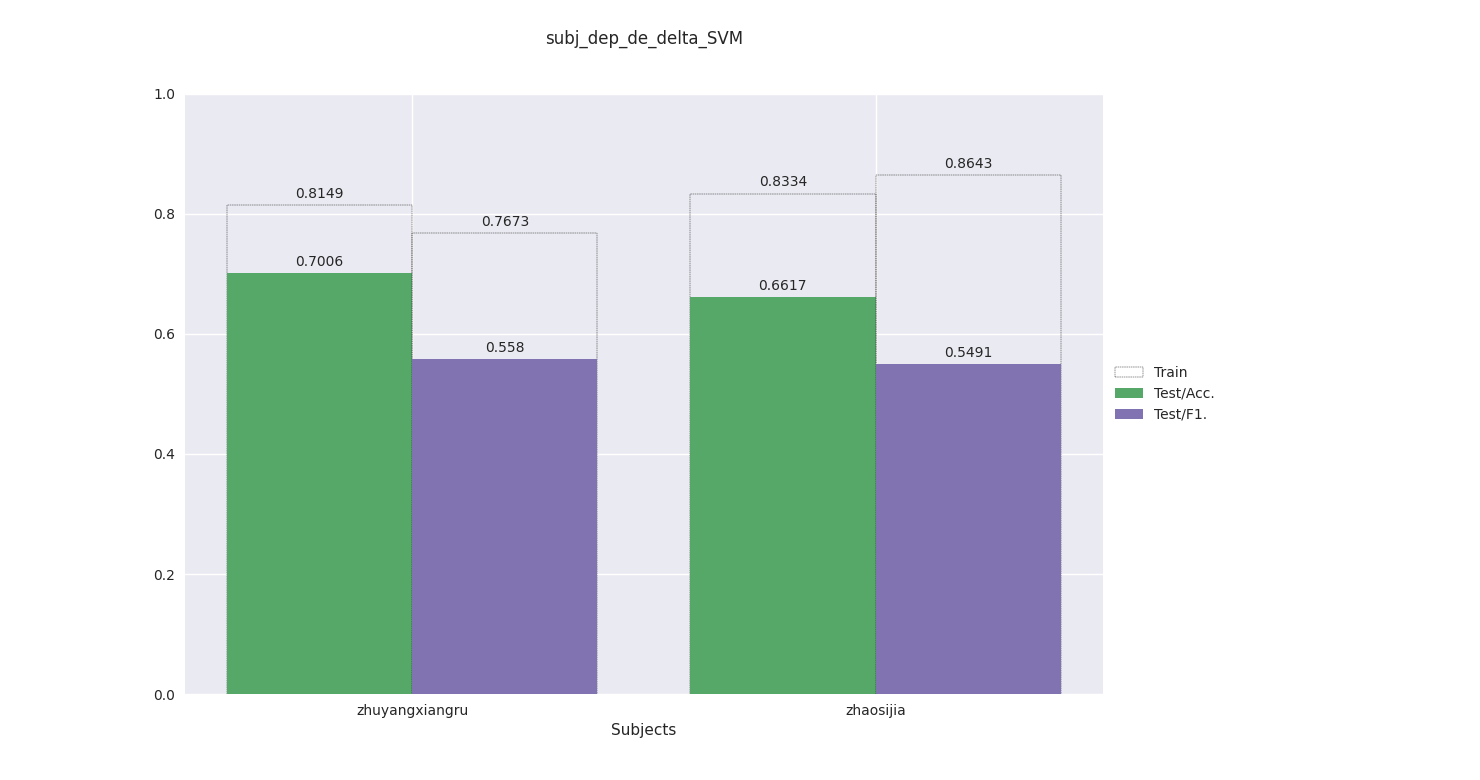 subj_dep_de_delta_SVM
1.0
0.8
0.6
0.4
0.2
0.0
0.8149
0.7006
0.7673
0.558
0.8334
0.6617
0.8643
0.5491
zhuyangxiangru
zhaosijia
Subjects
Train
Test/Acc.
Test/F1.